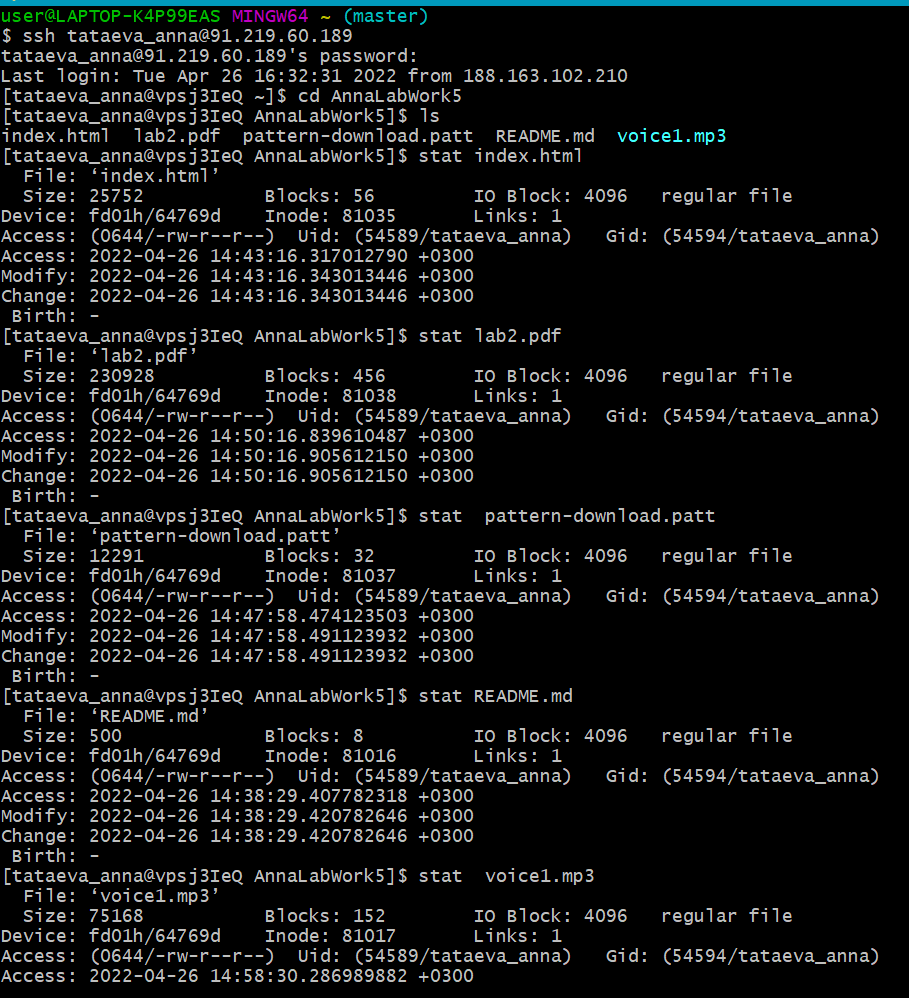 user@LAPTOP-K4P99EAS MINGW64 ~ (master)
$ ssh tataeva_anna@91.219.60.189
tataeva_anna@91.219.60.189's password:
Last login: Tue Apr 26 16:32:31 2022 from 188.163.102.210
[tataeva_anna@vpsj3IeQ ~]$ cd AnnaLabWork5
[tataeva_anna@vpsj3IeQ AnnaLabWork5]$ ls
index.html  lab2.pdf  pattern-download.patt  README.md  voice1.mp3
[tataeva_anna@vpsj3IeQ AnnaLabWork5]$ stat index.html
  File: ‘index.html’
  Size: 25752           Blocks: 56         IO Block: 4096   regular file
Device: fd01h/64769d    Inode: 81035       Links: 1
Access: (0644/-rw-r--r--)  Uid: (54589/tataeva_anna)   Gid: (54594/tataeva_anna)
Access: 2022-04-26 14:43:16.317012790 +0300
Modify: 2022-04-26 14:43:16.343013446 +0300
Change: 2022-04-26 14:43:16.343013446 +0300
 Birth: -
[tataeva_anna@vpsj3IeQ AnnaLabWork5]$ stat lab2.pdf
  File: ‘lab2.pdf’
  Size: 230928          Blocks: 456        IO Block: 4096   regular file
Device: fd01h/64769d    Inode: 81038       Links: 1
Access: (0644/-rw-r--r--)  Uid: (54589/tataeva_anna)   Gid: (54594/tataeva_anna)
Access: 2022-04-26 14:50:16.839610487 +0300
Modify: 2022-04-26 14:50:16.905612150 +0300
Change: 2022-04-26 14:50:16.905612150 +0300
 Birth: -
[tataeva_anna@vpsj3IeQ AnnaLabWork5]$ stat  pattern-download.patt
  File: ‘pattern-download.patt’
  Size: 12291           Blocks: 32         IO Block: 4096   regular file
Device: fd01h/64769d    Inode: 81037       Links: 1
Access: (0644/-rw-r--r--)  Uid: (54589/tataeva_anna)   Gid: (54594/tataeva_anna)
Access: 2022-04-26 14:47:58.474123503 +0300
Modify: 2022-04-26 14:47:58.491123932 +0300
Change: 2022-04-26 14:47:58.491123932 +0300
 Birth: -
[tataeva_anna@vpsj3IeQ AnnaLabWork5]$ stat README.md
  File: ‘README.md’
  Size: 500             Blocks: 8          IO Block: 4096   regular file
Device: fd01h/64769d    Inode: 81016       Links: 1
Access: (0644/-rw-r--r--)  Uid: (54589/tataeva_anna)   Gid: (54594/tataeva_anna)
Access: 2022-04-26 14:38:29.407782318 +0300
Modify: 2022-04-26 14:38:29.420782646 +0300
Change: 2022-04-26 14:38:29.420782646 +0300
 Birth: -
[tataeva_anna@vpsj3IeQ AnnaLabWork5]$ stat  voice1.mp3
  File: ‘voice1.mp3’
  Size: 75168           Blocks: 152        IO Block: 4096   regular file
Device: fd01h/64769d    Inode: 81017       Links: 1
Access: (0644/-rw-r--r--)  Uid: (54589/tataeva_anna)   Gid: (54594/tataeva_anna)
Access: 2022-04-26 14:58:30.286989882 +0300